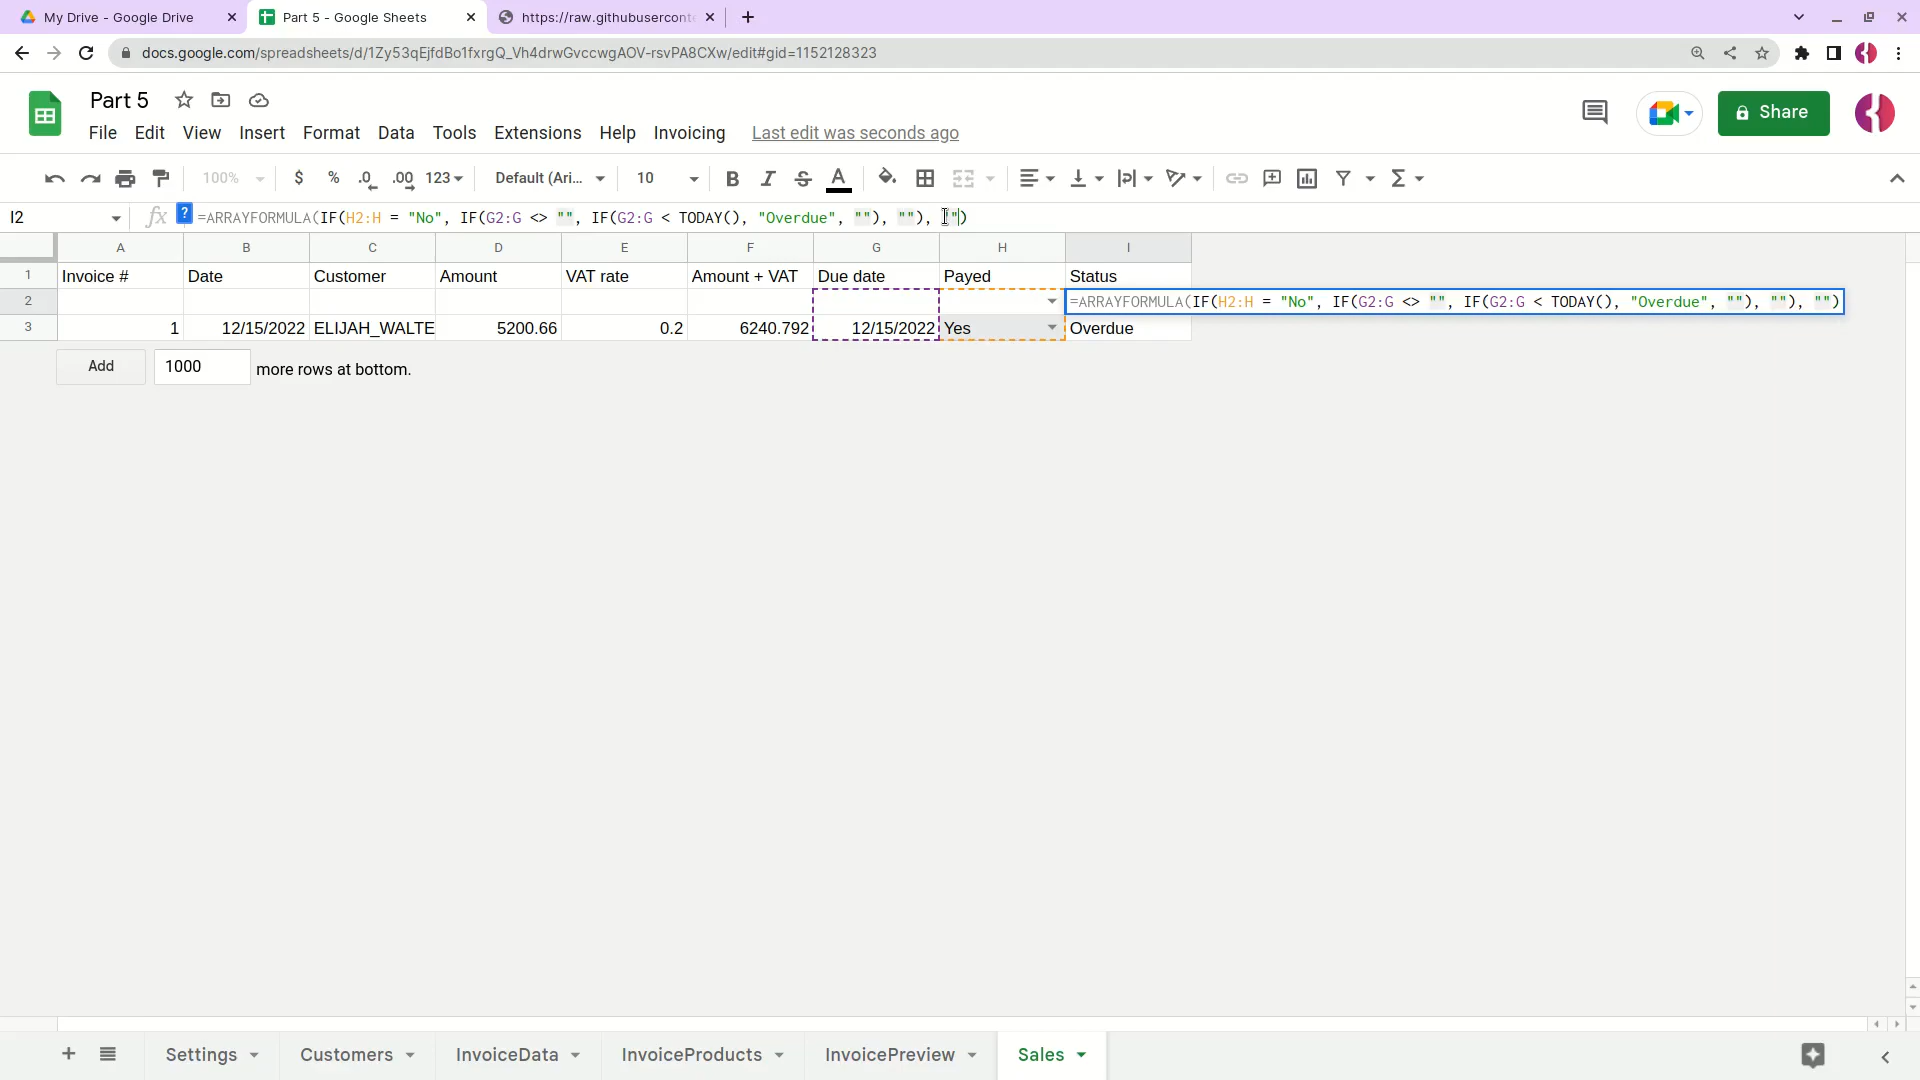 My Drive - Google Drive
Part 5 - Google Sheets
https://raw.githubuserconte
docs.google.com/spreadsheets/d/1Zy53qEjfdBo1fxrgQ_Vh4drwGvccwgAOV-rsvPA8CXw/edit#gid=1152128323
Part 5
Share
File Edit View Insert Format Data Tools Extensions Help Invoicing Last edit was seconds ago
100% $ % .0 .00 123 Default (Ari... 10 B I S A Σ
I2 fx ? =ARRAYFORMULA(IF(H2:H = "No", IF(G2:G <> "", IF(G2:G < TODAY(), "Overdue", ""), ""), "")
A B C D E F G H I
1 Invoice # Date Customer Amount VAT rate Amount + VAT Due date Payed Status
2 =ARRAYFORMULA(IF(H2:H = "No", IF(G2:G <> "", IF(G2:G < TODAY(), "Overdue", ""), ""), "")
3 1 12/15/2022 ELIJAH_WALTE 5200.66 0.2 6240.792 12/15/2022 Yes Overdue
Add 1000 more rows at bottom.
Settings Customers InvoiceData InvoiceProducts InvoicePreview Sales